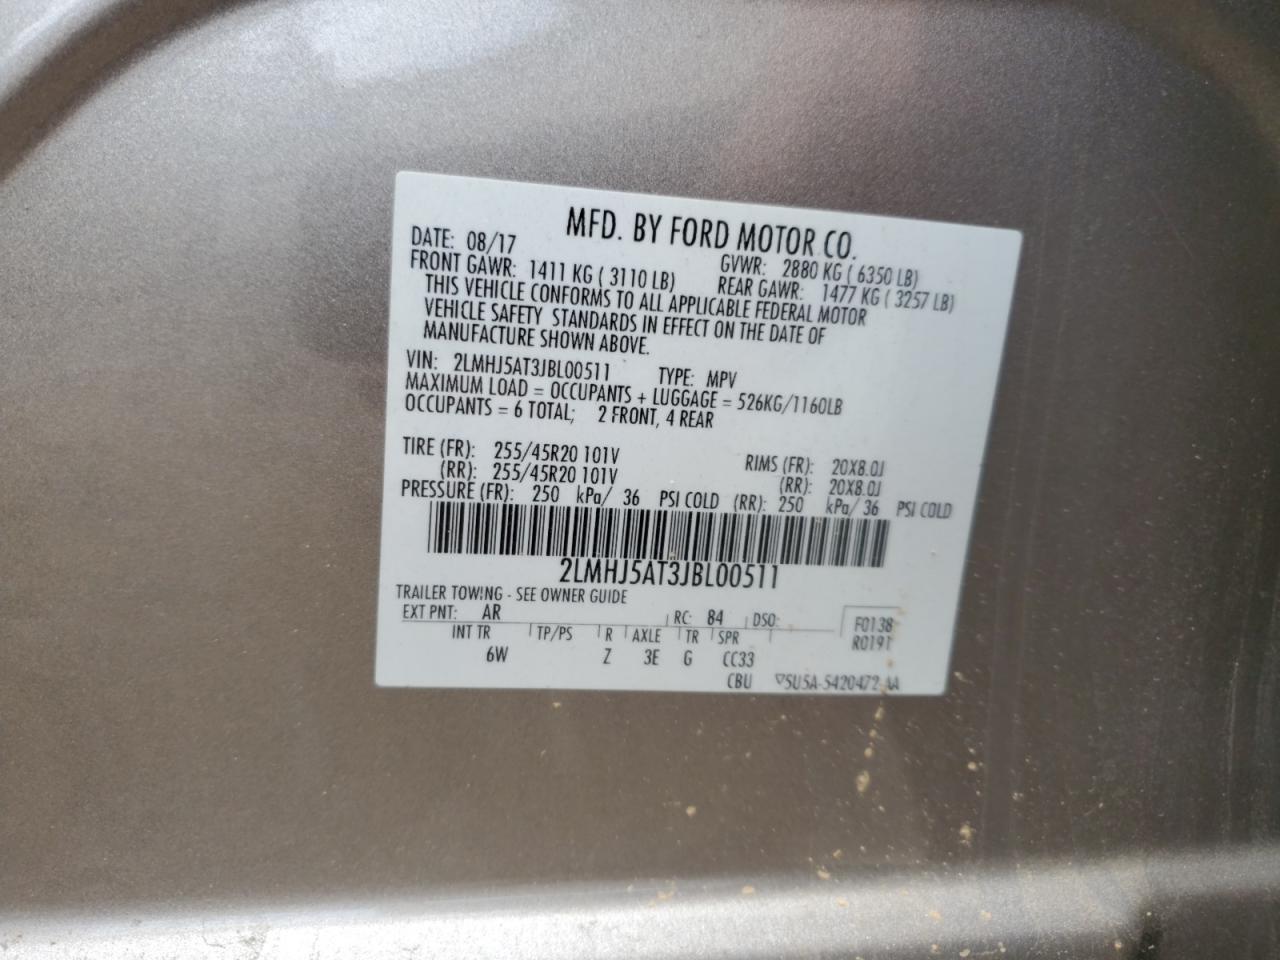 MFD. BY FORD MOTOR CO.
DATE: 08/17 GVWR: 2880 KG ( 6350 LB)
FRONT GAWR: 1411 KG ( 3110 LB) REAR GAWR: 1477 KG ( 3257 LB)
THIS VEHICLE CONFORMS TO ALL APPLICABLE FEDERAL MOTOR
VEHICLE SAFETY STANDARDS IN EFFECT ON THE DATE OF
MANUFACTURE SHOWN ABOVE.
VIN: 2LMHJ5AT3JBL00511 TYPE: MPV
MAXIMUM LOAD = OCCUPANTS + LUGGAGE = 526KG/1160LB
OCCUPANTS = 6 TOTAL; 2 FRONT, 4 REAR
TIRE (FR): 255/45R20 101V RIMS (FR): 20X8.0J
(RR): 255/45R20 101V (RR): 20X8.0J
PRESSURE (FR): 250 kPa/ 36 PSI COLD (RR): 250 kPa/ 36 PSI COLD
2LMHJ5AT3JBL00511
TRAILER TOWING - SEE OWNER GUIDE
EXT PNT: AR RC: 84 DSO: F0138
INT TR TP/PS R AXLE TR SPR R0191
6W Z 3E G CC33
CBU 5U5A-5420472-AA